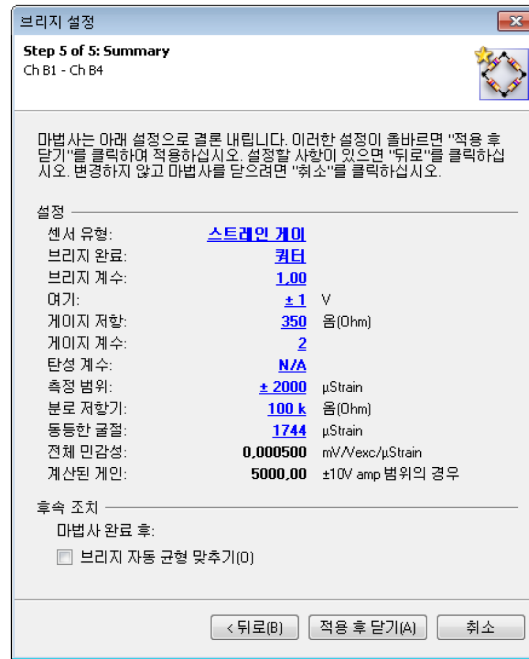 브리지 설정
Step 5 of 5: Summary
Ch B1 - Ch B4
마법사는 아래 설정으로 결론 내립니다. 이러한 설정이 올바르면 "적용 후
닫기"를 클릭하여 적용하십시오. 설정할 사항이 있으면 "뒤로"를 클릭하십
시오. 변경하지 않고 마법사를 닫으려면 "취소"를 클릭하십시오.
설정
센서 유형: 스트레인 게이
브리지 완료: 쿼터
브리지 계수: 1,00
여기: ± 1 V
게이지 저항: 350 옴(Ohm)
게이지 계수: 2
탄성 계수: N/A
측정 범위: ± 2000 µStrain
분로 저항기: 100 k 옴(Ohm)
동등한 굴절: 1744 µStrain
전체 민감성: 0,000500 mV/Vexc/µStrain
계산된 게인: 5000,00 ±10V amp 범위의 경우
후속 조치
마법사 완료 후:
브리지 자동 균형 맞추기(O)
< 뒤로(B) 적용 후 닫기(A) 취소